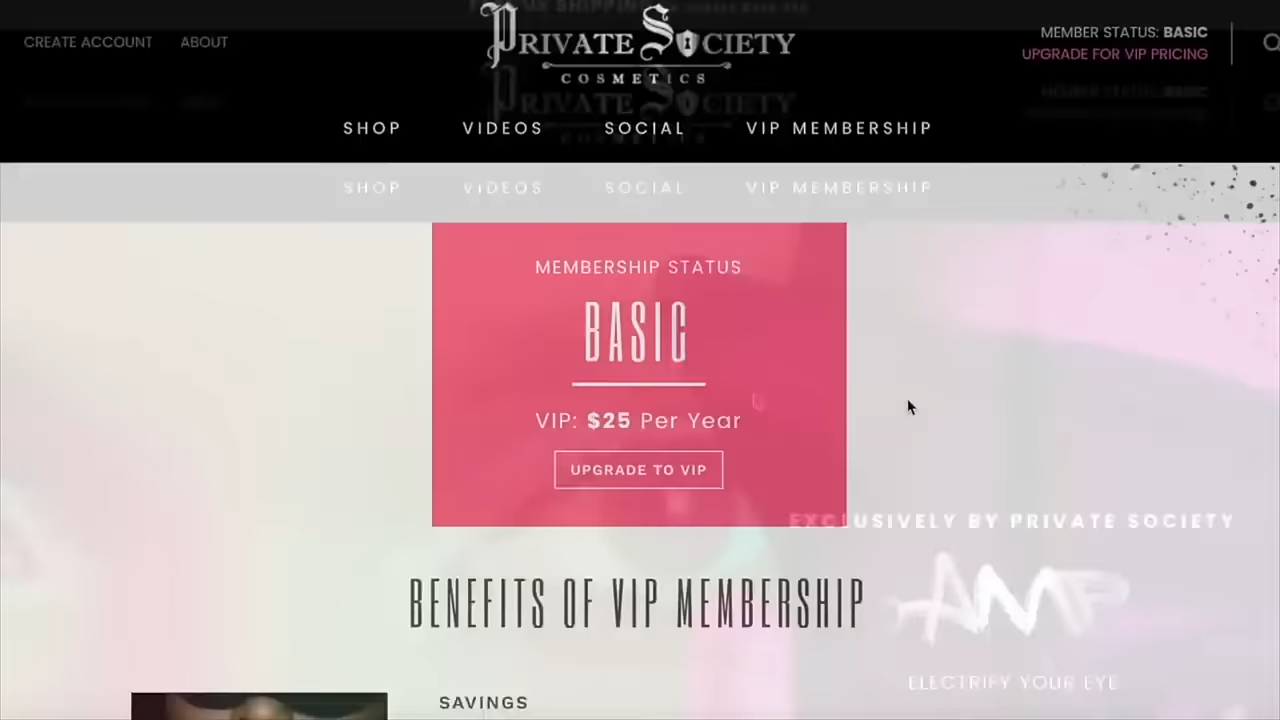 CREATE ACCOUNT
ABOUT
PRIVATE SOCIETY
COSMETICS
MEMBER STATUS: BASIC
UPGRADE FOR VIP PRICING
SHOP
VIDEOS
SOCIAL
VIP MEMBERSHIP
SHOP
VIDEOS
SOCIAL
VIP MEMBERSHIP
MEMBERSHIP STATUS
BASIC
VIP: $25 Per Year
UPGRADE TO VIP
EXCLUSIVELY BY PRIVATE SOCIETY
AMP
ELECTRIFY YOUR EYE
BENEFITS OF VIP MEMBERSHIP
SAVINGS